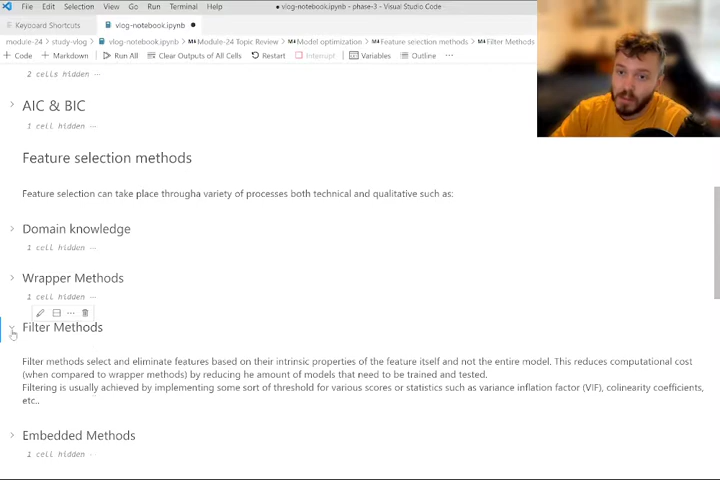 File Edit Selection View Go Run Terminal Help
● vlog-notebook.ipynb - phase-3 - Visual Studio Code
Keyboard Shortcuts
vlog-notebook.ipynb ●
module-24 > study-vlog > vlog-notebook.ipynb > Module-24 Topic Review > Model optimization > Feature selection methods > Filter Methods
+ Code + Markdown Run All Clear Outputs of All Cells Restart Interrupt Variables Outline ···
2 cells hidden ···
AIC & BIC
1 cell hidden ···
Feature selection methods
Feature selection can take place througha variety of processes both technical and qualitative such as:
Domain knowledge
1 cell hidden ···
Wrapper Methods
1 cell hidden ···
Filter Methods
Filter methods select and eliminate features based on their intrinsic properties of the feature itself and not the entire model. This reduces computational cost
(when compared to wrapper methods) by reducing he amount of models that need to be trained and tested.
Filtering is usually achieved by implementing some sort of threshold for various scores or statistics such as variance inflation factor (VIF), colinearity coefficients,
etc..
Embedded Methods
1 cell hidden ···